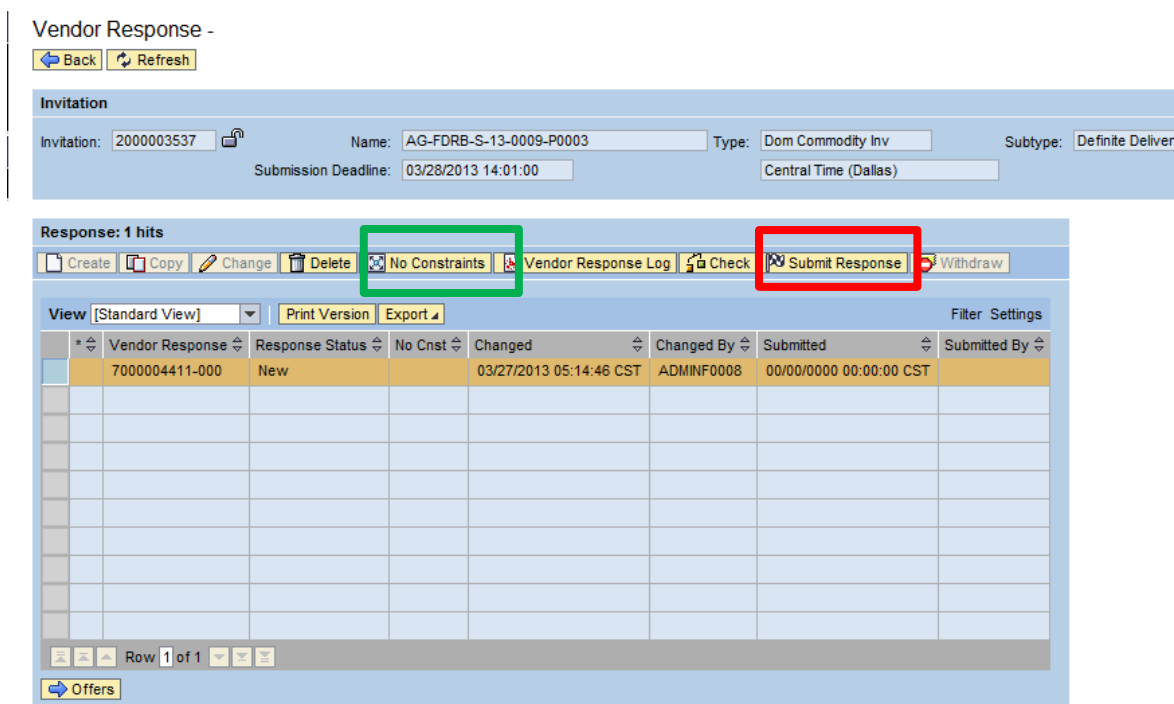 Vendor Response -
Back Refresh
Invitation
Invitation: 2000003537 Name: AG-FDRB-S-13-0009-P0003 Type: Dom Commodity Inv Subtype: Definite Deliver
Submission Deadline: 03/28/2013 14:01:00 Central Time (Dallas)
Response: 1 hits
Create Copy Change Delete No Constraints Vendor Response Log Check Submit Response Withdraw
View [Standard View] Print Version Export Filter Settings
* Vendor Response Response Status No Cnst Changed Changed By Submitted Submitted By
7000004411-000 New 03/27/2013 05:14:46 CST ADMINF0008 00/00/0000 00:00:00 CST
Row 1 of 1
Offers